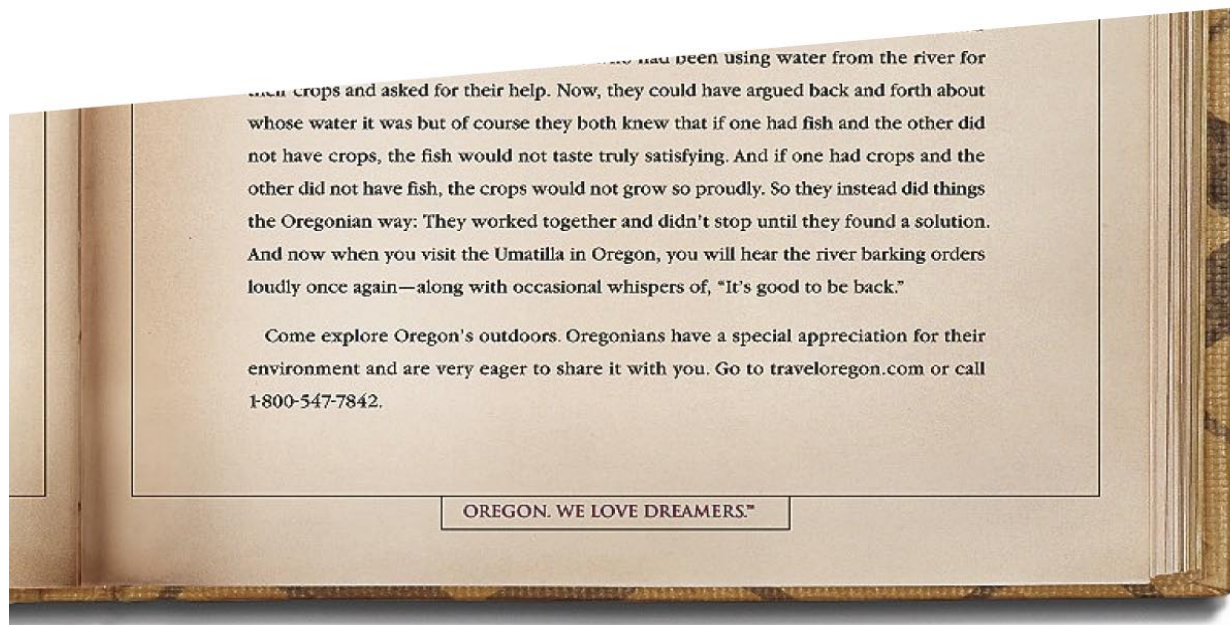 had been using water from the river for
their crops and asked for their help. Now, they could have argued back and forth about
whose water it was but of course they both knew that if one had fish and the other did
not have crops, the fish would not taste truly satisfying. And if one had crops and the
other did not have fish, the crops would not grow so proudly. So they instead did things
the Oregonian way: They worked together and didn't stop until they found a solution.
And now when you visit the Umatilla in Oregon, you will hear the river barking orders
loudly once again—along with occasional whispers of, “It's good to be back.”
Come explore Oregon's outdoors. Oregonians have a special appreciation for their
environment and are very eager to share it with you. Go to traveloregon.com or call
1-800-547-7842.
OREGON. WE LOVE DREAMERS.™